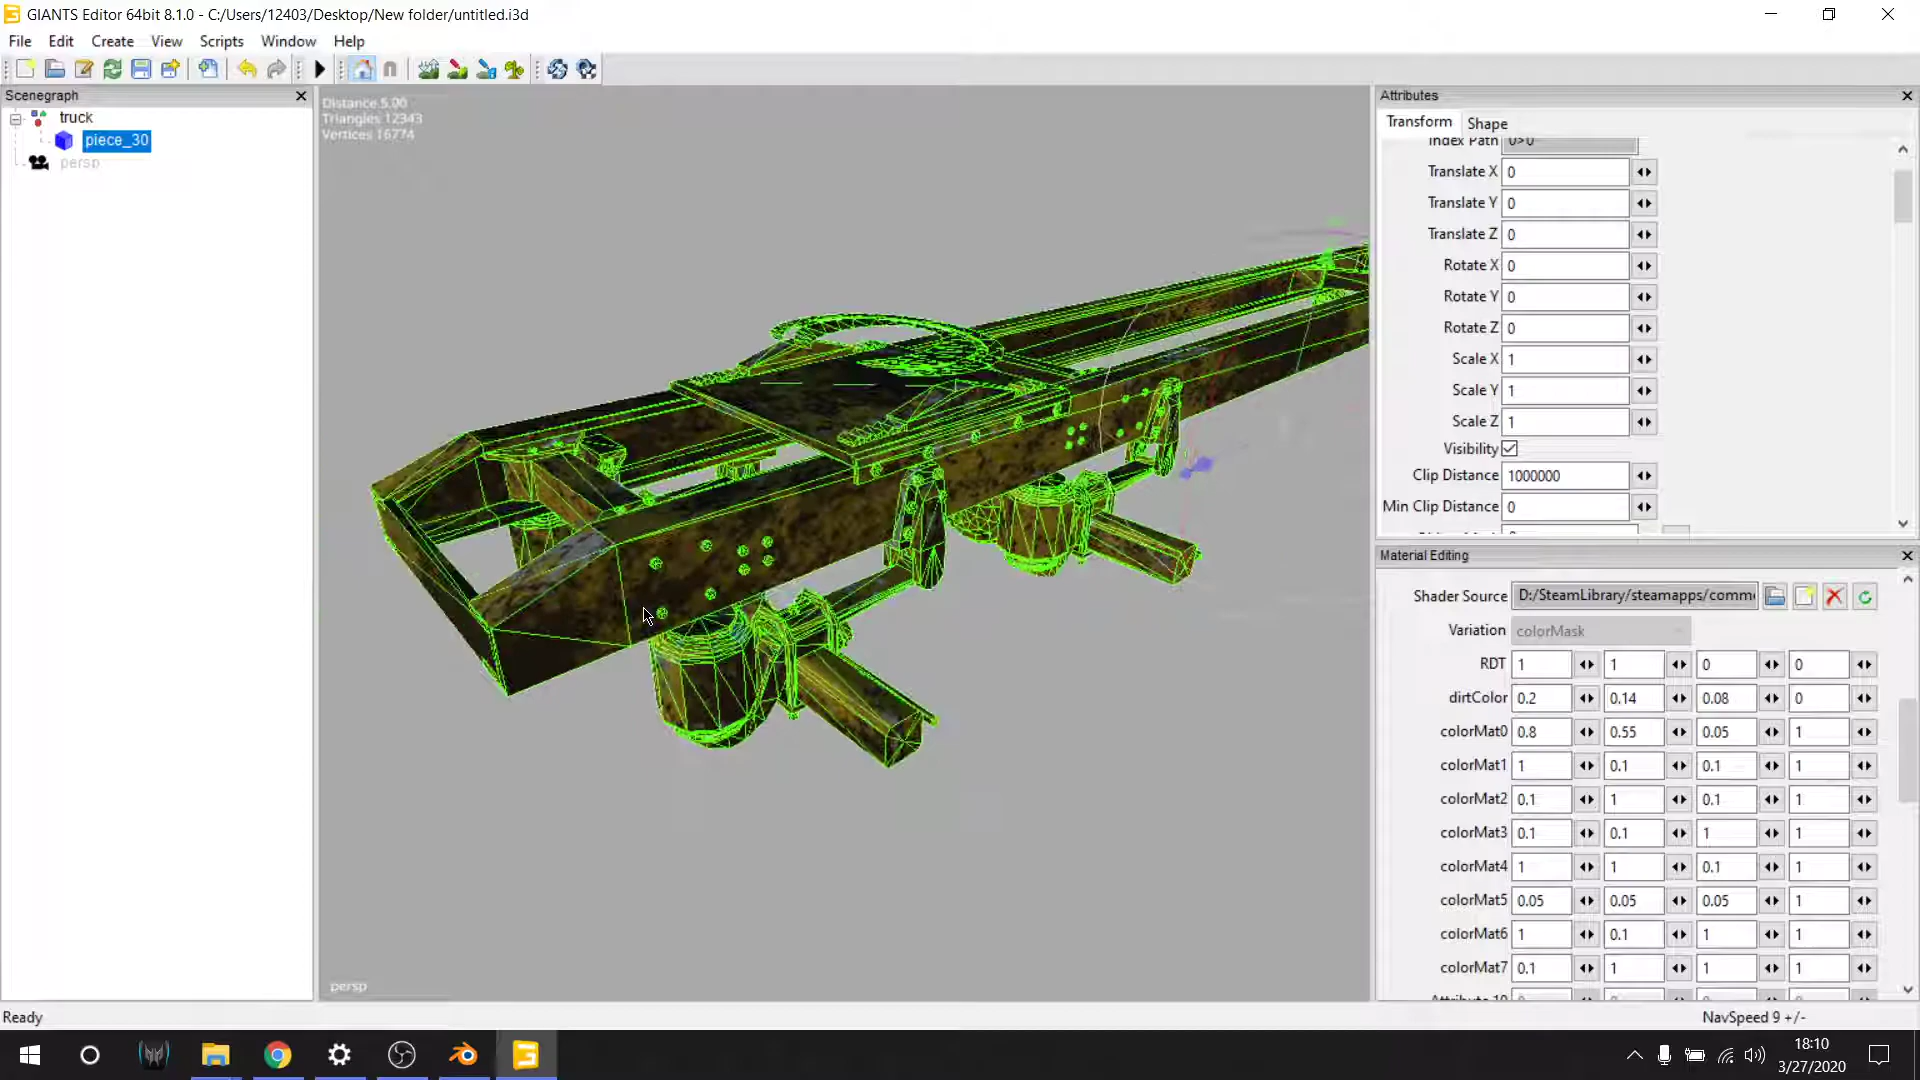 GIANTS Editor 64bit 8.1.0 - C:/Users/12403/Desktop/New folder/untitled.i3d
File Edit Create View Scripts Window Help
Scenegraph
truck
piece_30
persp
Distance 5.00
Triangles 12343
Vertices 16774
persp
Attributes
Transform Shape
Index Path 0>0
Translate X 0
Translate Y 0
Translate Z 0
Rotate X 0
Rotate Y 0
Rotate Z 0
Scale X 1
Scale Y 1
Scale Z 1
Visibility
Clip Distance 1000000
Min Clip Distance 0
Material Editing
Shader Source D:/SteamLibrary/steamapps/comm
Variation colorMask
RDT 1 1 0 0
dirtColor 0.2 0.14 0.08 0
colorMat0 0.8 0.55 0.05 1
colorMat1 1 0.1 0.1 1
colorMat2 0.1 1 0.1 1
colorMat3 0.1 0.1 1 1
colorMat4 1 1 0.1 1
colorMat5 0.05 0.05 0.05 1
colorMat6 1 0.1 1 1
colorMat7 0.1 1 1 1
Ready
NavSpeed 9 +/-
18:10
3/27/2020